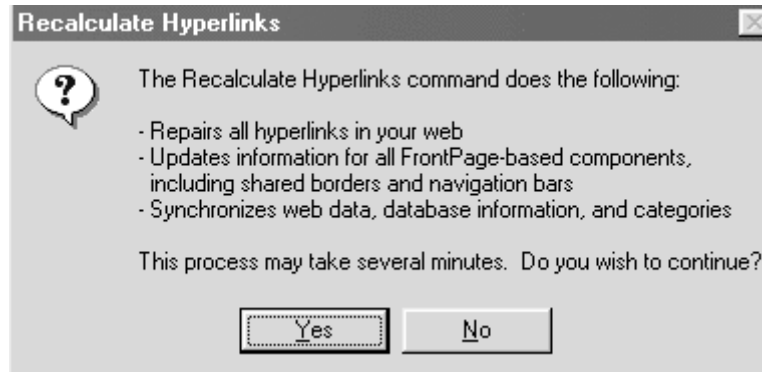 Recalculate Hyperlinks
The Recalculate Hyperlinks command does the following:
- Repairs all hyperlinks in your web
- Updates information for all FrontPage-based components,
including shared borders and navigation bars
- Synchronizes web data, database information, and categories
This process may take several minutes.  Do you wish to continue?
Yes
No